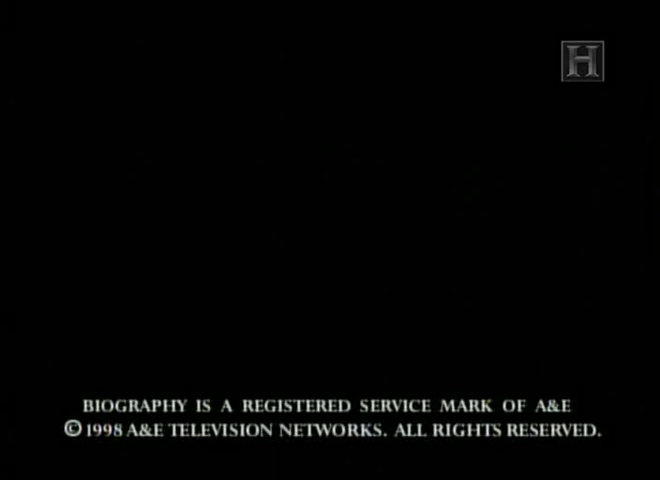 H
BIOGRAPHY IS A REGISTERED SERVICE MARK OF A&E
© 1998 A&E TELEVISION NETWORKS. ALL RIGHTS RESERVED.